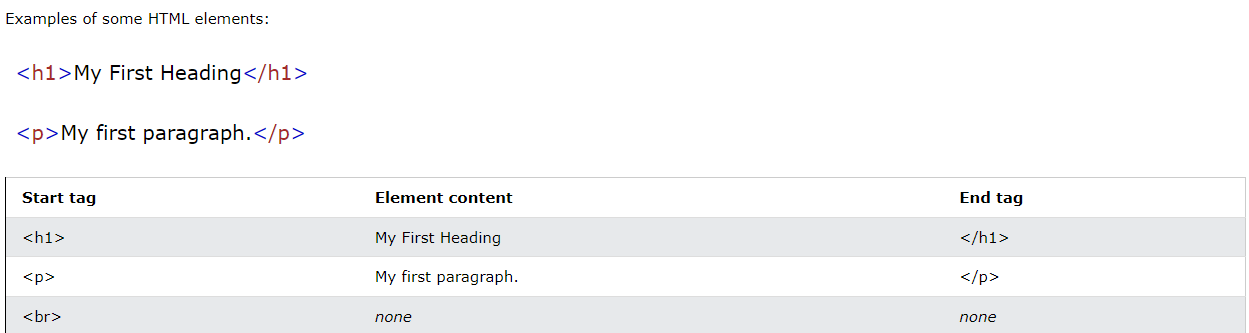 Examples of some HTML elements:
<h1>My First Heading</h1>
<p>My first paragraph.</p>
Start tag Element content End tag
<h1> My First Heading </h1>
<p> My first paragraph. </p>
<br> none none